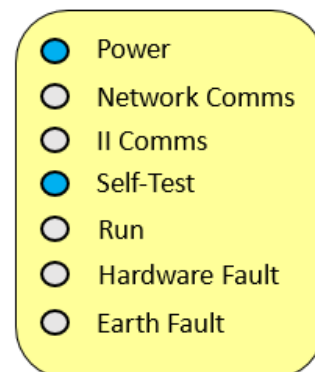 Power
Network Comms
II Comms
Self-Test
Run
Hardware Fault
Earth Fault